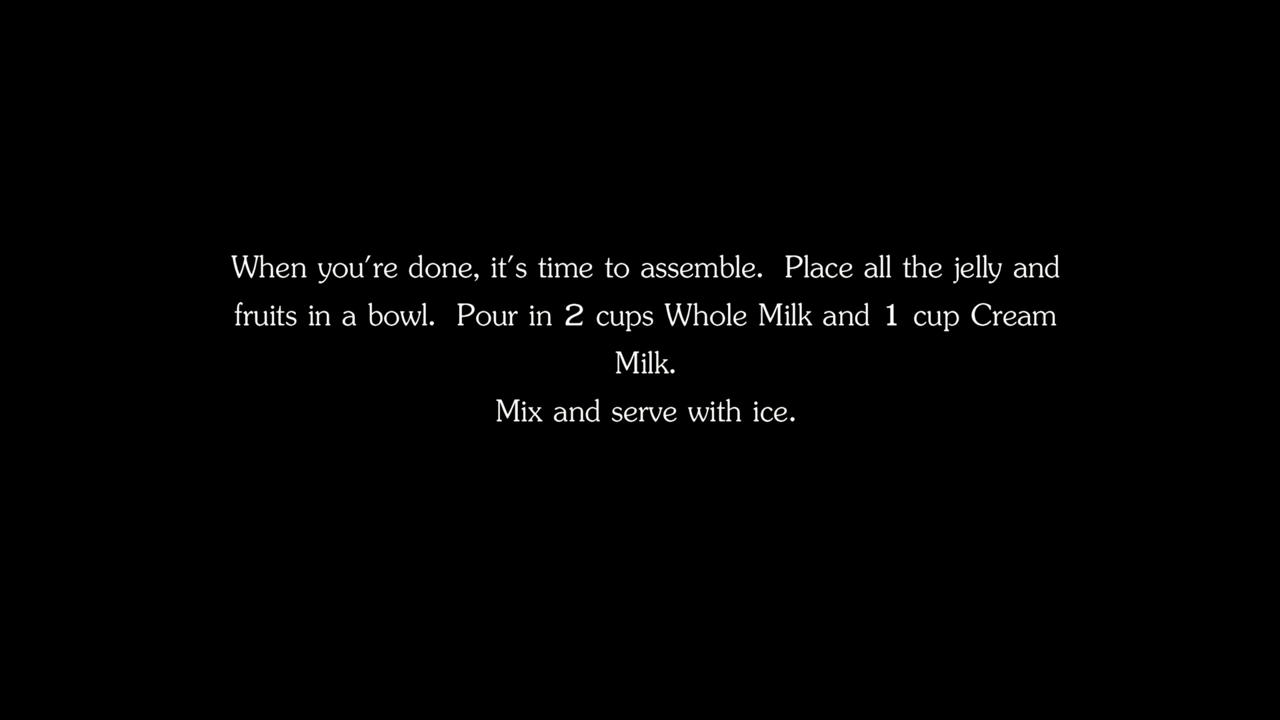 When you're done, it's time to assemble.  Place all the jelly and
fruits in a bowl.  Pour in 2 cups Whole Milk and 1 cup Cream
Milk.
Mix and serve with ice.